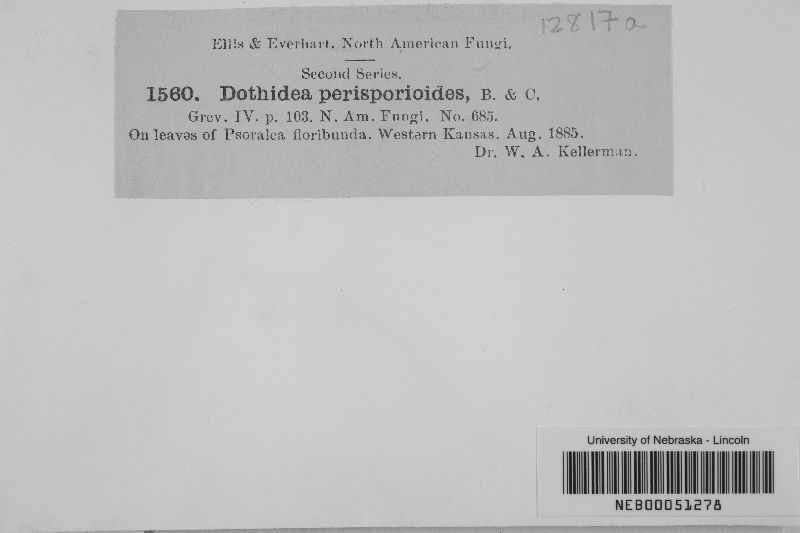 12817a
Ellis & Everhart. North American Fungi.
Second Series.
1560. Dothidea perisporioides, B. & C.
Grev. IV. p. 103. N. Am. Fungi. No. 685.
On leaves of Psoralea floribunda. Western Kansas. Aug. 1885.
Dr. W. A. Kellerman.
University of Nebraska - Lincoln
NEB00051278